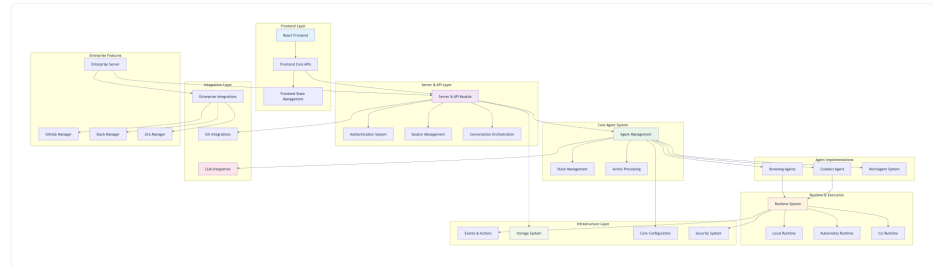 Frontend Layer
React Frontend
Frontend Core APIs
Frontend State
Management
Enterprise Features
Enterprise Server
GitHub Manager
Slack Manager
Jira Manager
Integration Layer
Enterprise Integrations
Git Integrations
LLM Integration
Server & API Layer
Server & API Module
Authentication System
Session Management
Conversation Orchestration
Core Agent System
Agent Management
State Management
Action Processing
Agent Implementations
Browsing Agents
CodeAct Agent
Microagent System
Runtime & Execution
Runtime System
Local Runtime
Kubernetes Runtime
CLI Runtime
Infrastructure Layer
Events & Actions
Storage System
Core Configuration
Security System